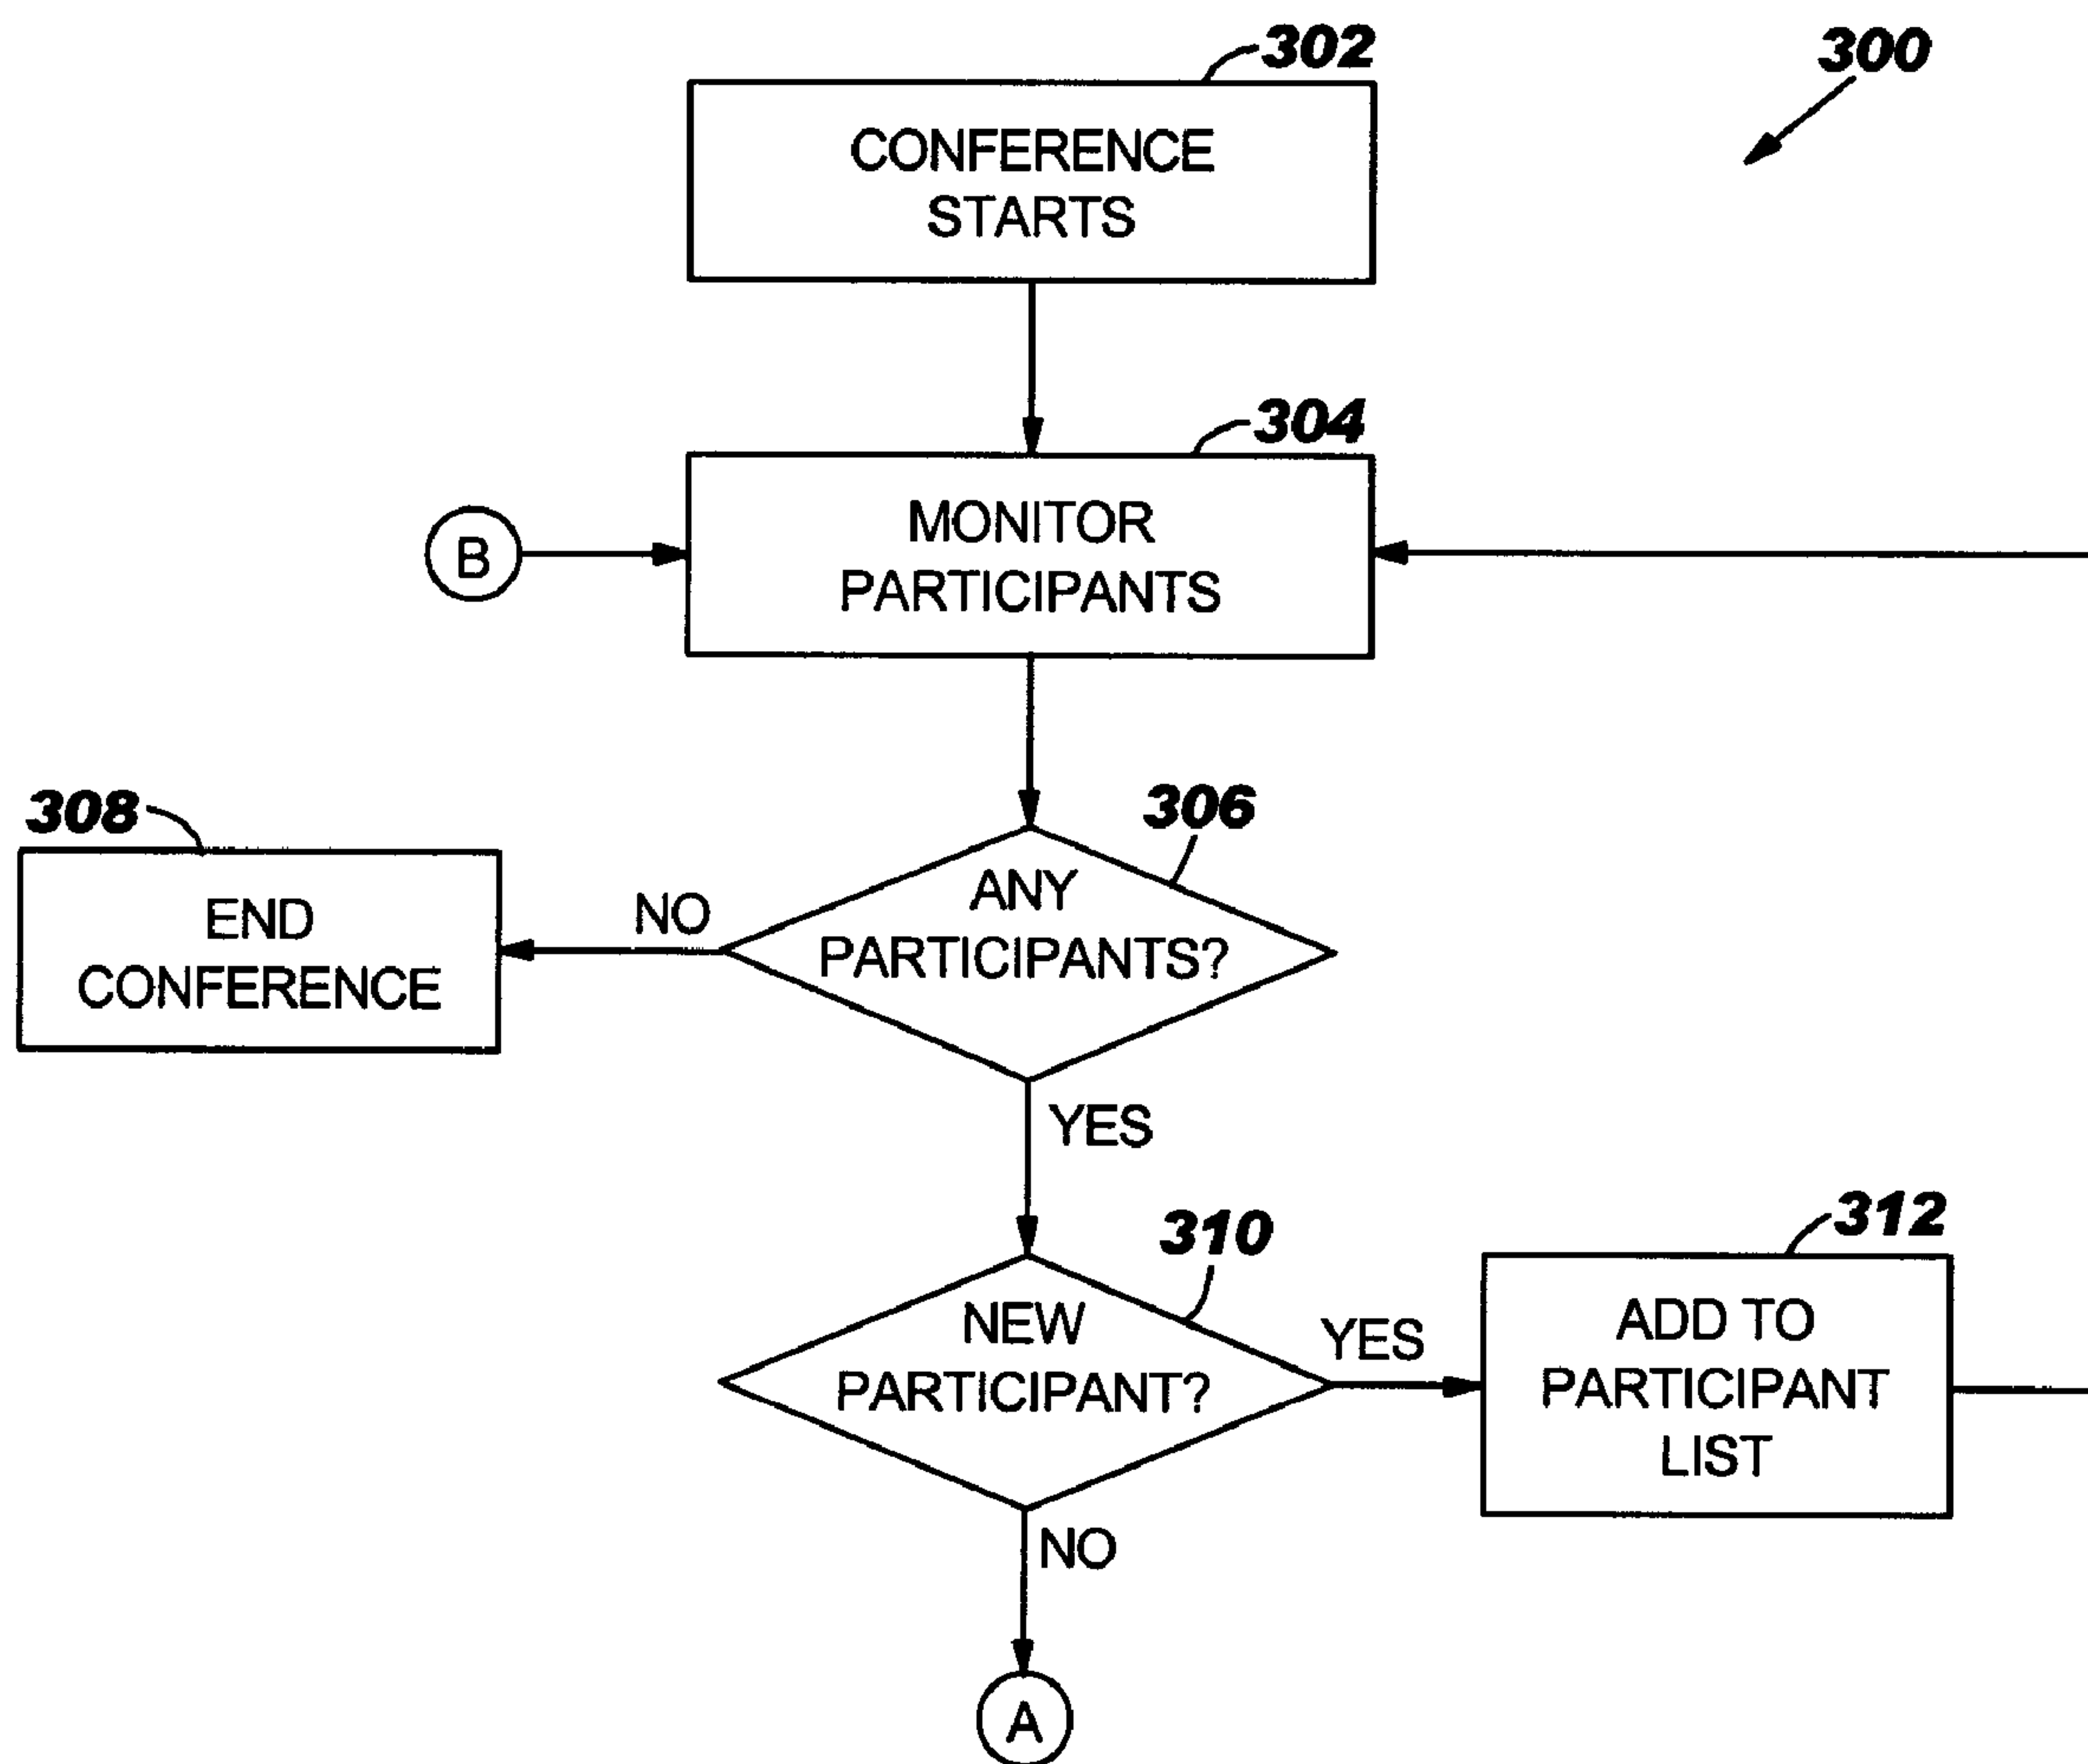 302
300
CONFERENCE
STARTS
304
MONITOR
PARTICIPANTS
B
308
306
END
CONFERENCE
NO
ANY
PARTICIPANTS?
YES
310
312
NEW
PARTICIPANT?
YES
ADD TO
PARTICIPANT
LIST
NO
A